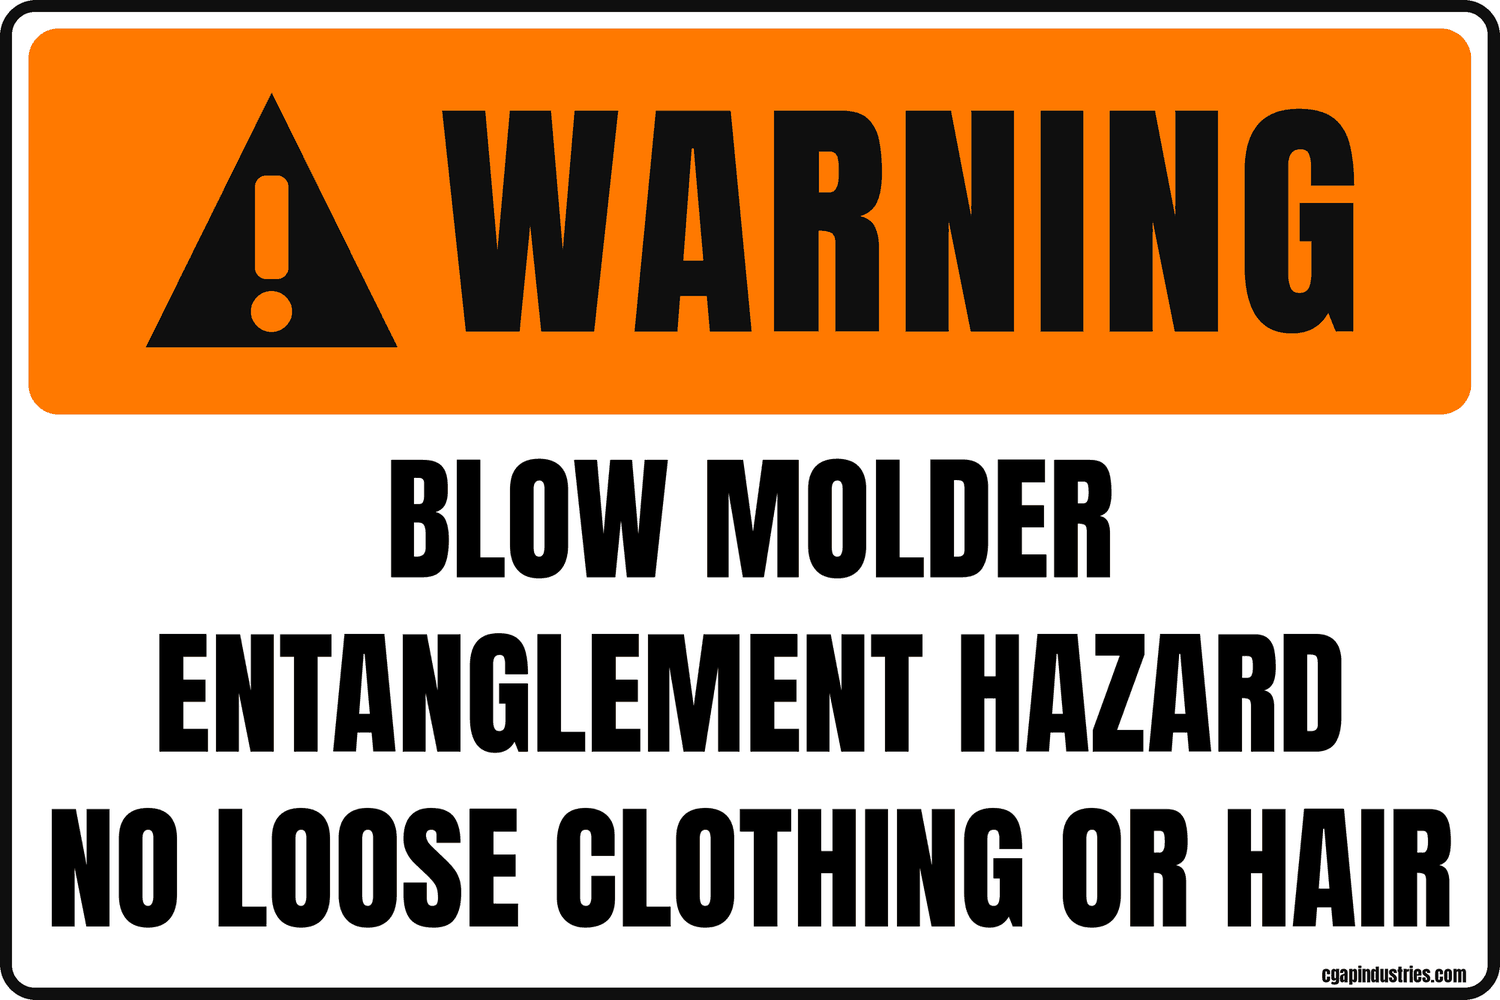 WARNING
BLOW MOLDER
ENTANGLEMENT HAZARD
NO LOOSE CLOTHING OR HAIR
cgapindustries.com